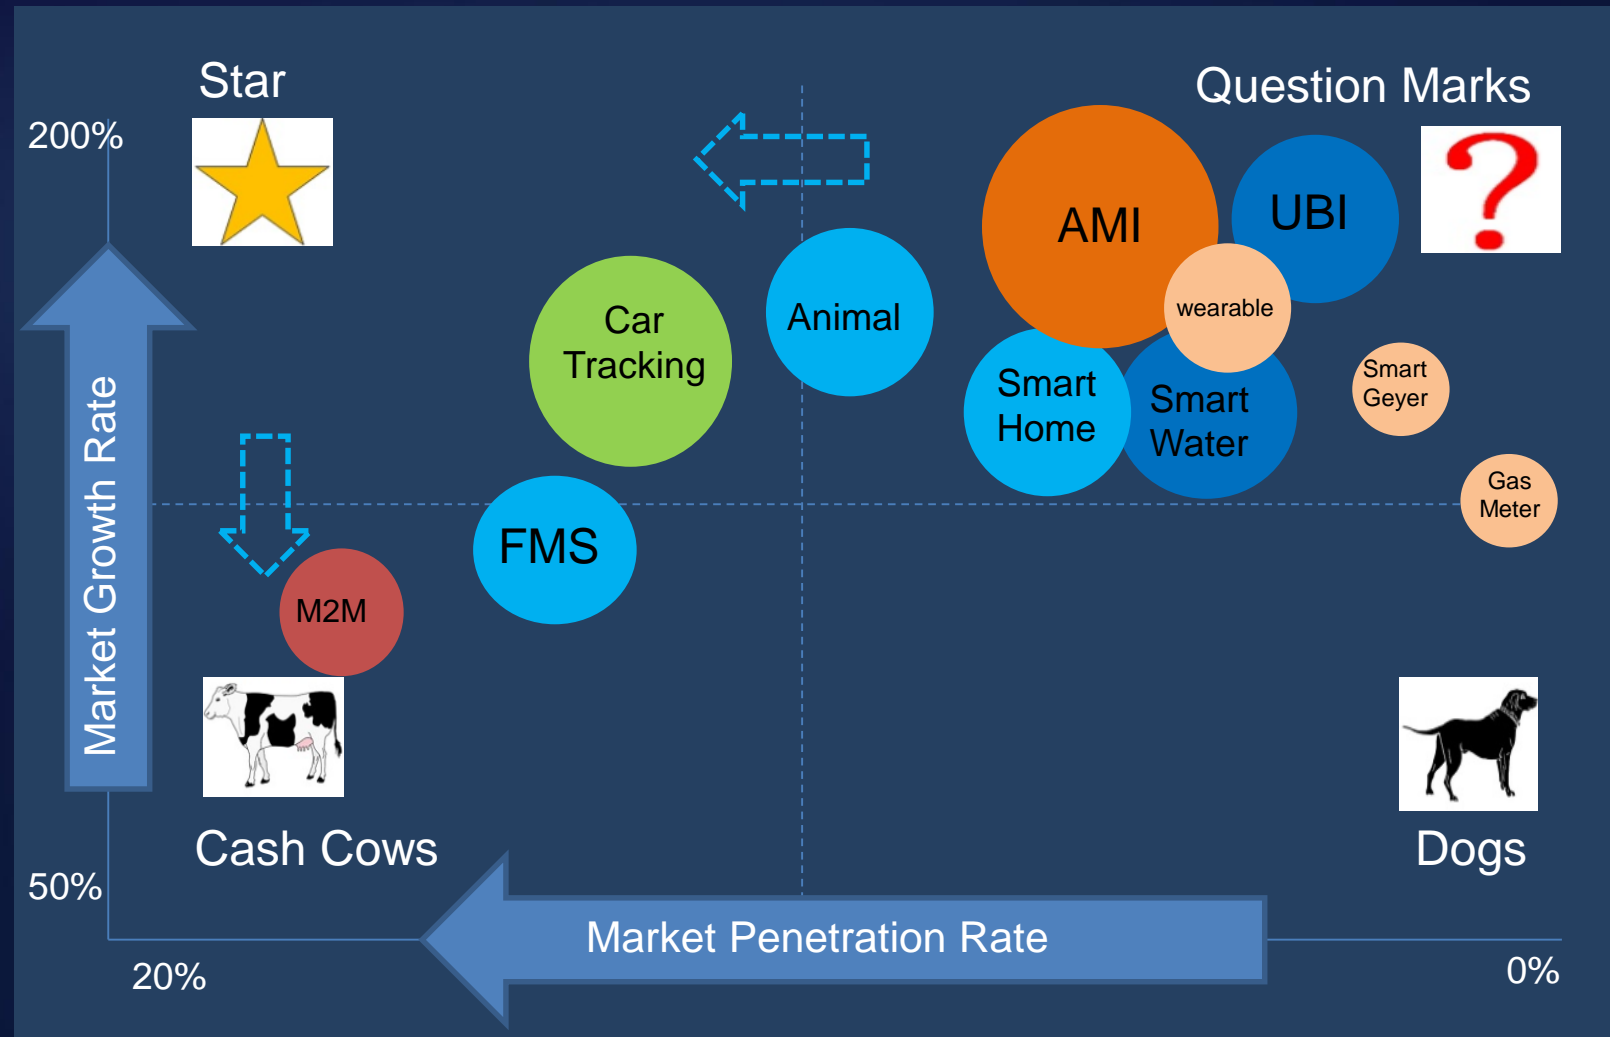 Star
Question Marks
200%
AMI
UBI
wearable
Animal
Car
Tracking
Smart
Home
Smart
Water
Smart
Geyer
Gas
Meter
FMS
M2M
Market Growth Rate
Cash Cows
Dogs
50%
Market Penetration Rate
20%
0%